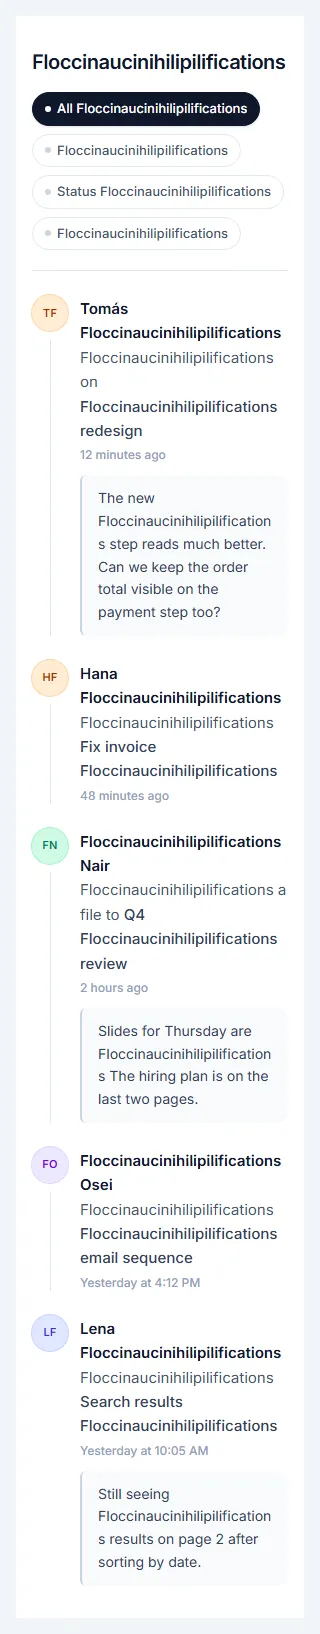 Floccinaucinihilipilifications
All Floccinaucinihilipilifications
Floccinaucinihilipilifications
Status Floccinaucinihilipilifications
Floccinaucinihilipilifications
TF
Tomás
Floccinaucinihilipilifications
Floccinaucinihilipilifications
on
Floccinaucinihilipilifications
redesign
12 minutes ago
The new
Floccinaucinihilipilification
s step reads much better.
Can we keep the order
total visible on the
payment step too?
HF
Hana
Floccinaucinihilipilifications
Floccinaucinihilipilifications
Fix invoice
Floccinaucinihilipilifications
48 minutes ago
FN
Floccinaucinihilipilifications
Nair
Floccinaucinihilipilifications a
file to Q4
Floccinaucinihilipilifications
review
2 hours ago
Slides for Thursday are
Floccinaucinihilipilification
s The hiring plan is on the
last two pages.
FO
Floccinaucinihilipilifications
Osei
Floccinaucinihilipilifications
Floccinaucinihilipilifications
email sequence
Yesterday at 4:12 PM
LF
Lena
Floccinaucinihilipilifications
Floccinaucinihilipilifications
Search results
Floccinaucinihilipilifications
Yesterday at 10:05 AM
Still seeing
Floccinaucinihilipilification
s results on page 2 after
sorting by date.